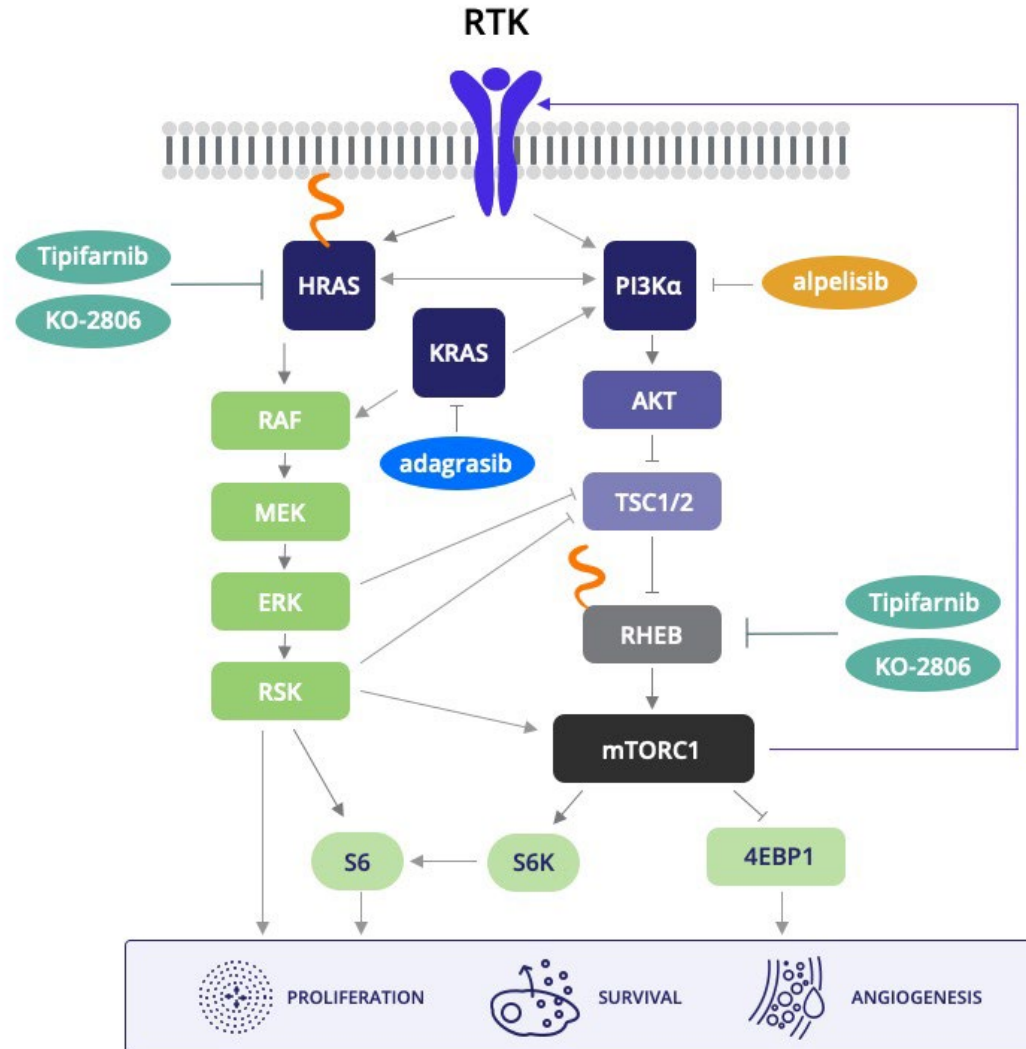 RTK
Tipifarnib
KO-2806
HRAS
PI3Kα
alpelisib
KRAS
RAF
AKT
adagrasib
MEK
TSC1/2
ERK
RHEB
Tipifarnib
KO-2806
RSK
mTORC1
S6
S6K
4EBP1
PROLIFERATION
SURVIVAL
ANGIOGENESIS